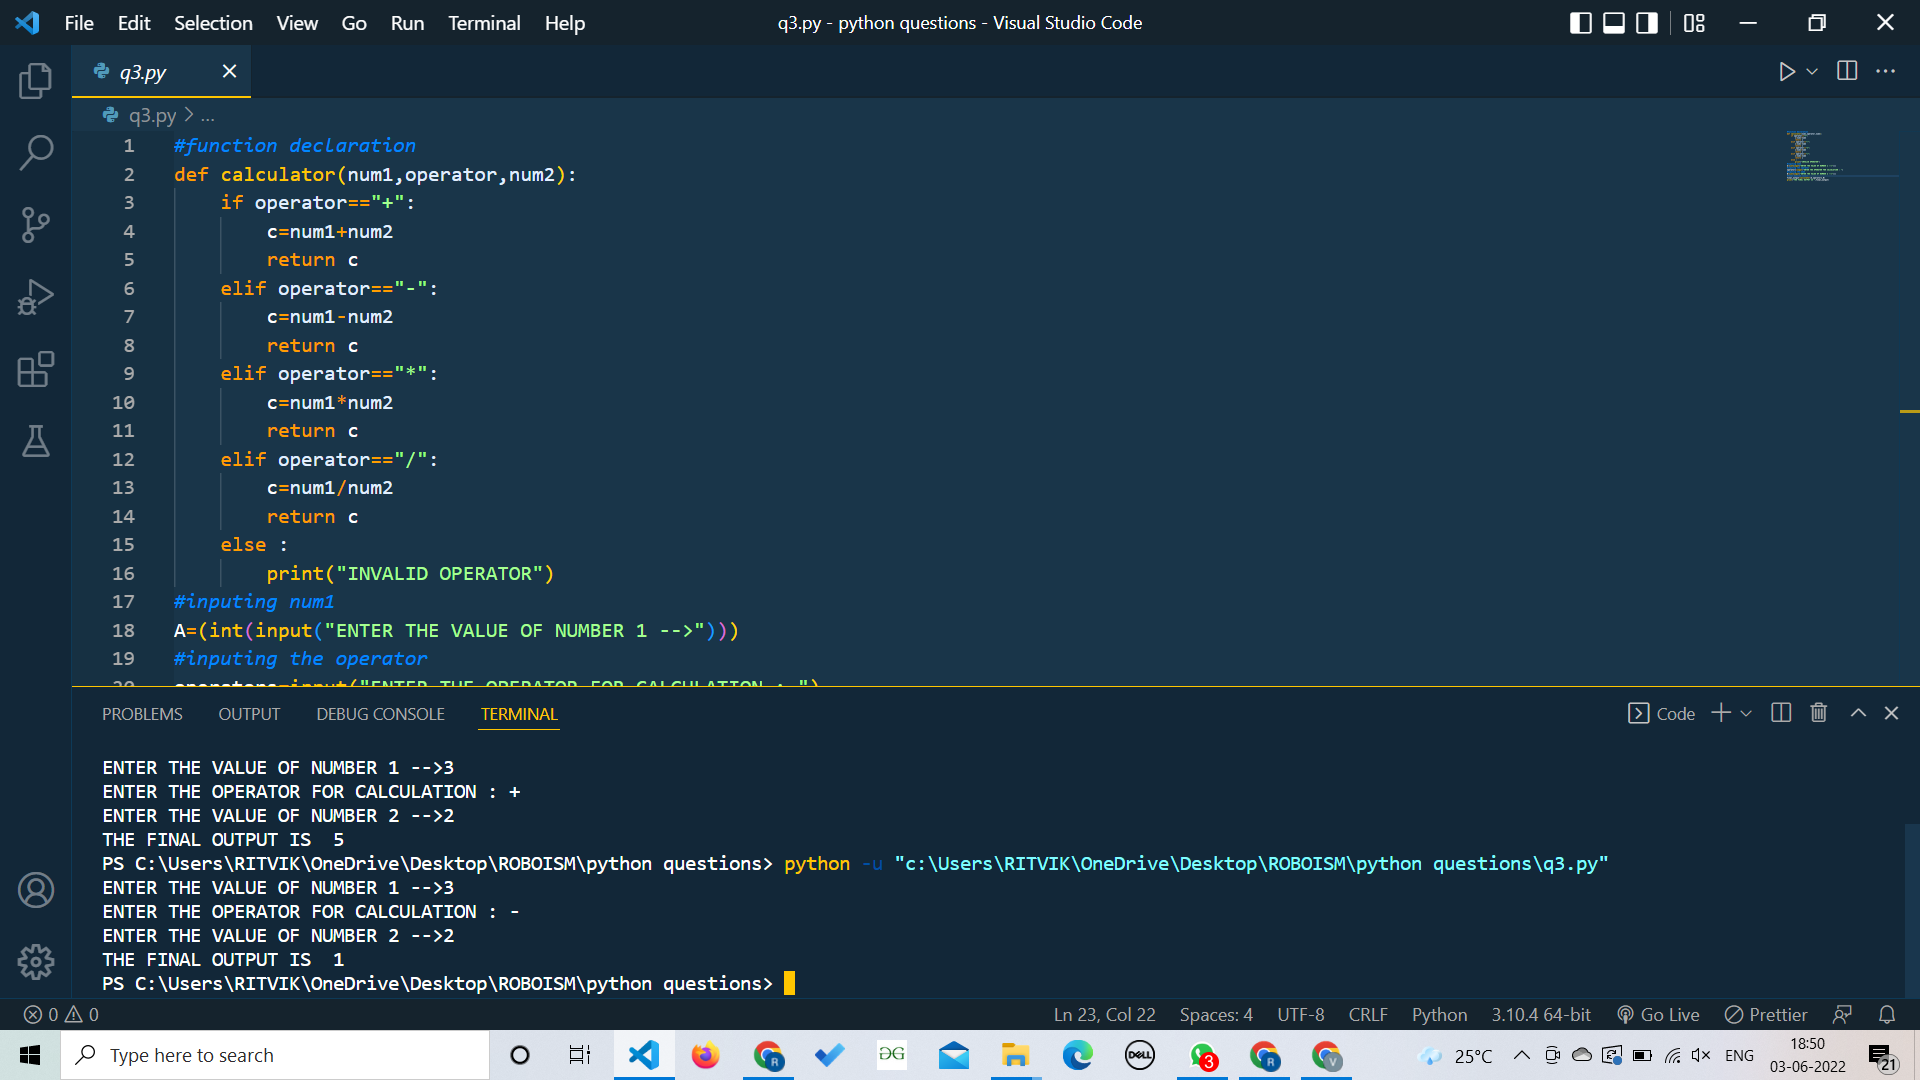 File Edit Selection View Go Run Terminal Help q3.py - python questions - Visual Studio Code
q3.py
q3.py > ...
1 #function declaration
2 def calculator(num1,operator,num2):
3     if operator=="+":
4         c=num1+num2
5         return c
6     elif operator=="-":
7         c=num1-num2
8         return c
9     elif operator=="*":
10         c=num1*num2
11         return c
12     elif operator=="/":
13         c=num1/num2
14         return c
15     else :
16         print("INVALID OPERATOR")
17 #inputing num1
18 A=(int(input("ENTER THE VALUE OF NUMBER 1 -->")))
19 #inputing the operator
PROBLEMS OUTPUT DEBUG CONSOLE TERMINAL Code
ENTER THE VALUE OF NUMBER 1 -->3
ENTER THE OPERATOR FOR CALCULATION : +
ENTER THE VALUE OF NUMBER 2 -->2
THE FINAL OUTPUT IS  5
PS C:\Users\RITVIK\OneDrive\Desktop\ROBOISM\python questions> python -u "c:\Users\RITVIK\OneDrive\Desktop\ROBOISM\python questions\q3.py"
ENTER THE VALUE OF NUMBER 1 -->3
ENTER THE OPERATOR FOR CALCULATION : -
ENTER THE VALUE OF NUMBER 2 -->2
THE FINAL OUTPUT IS  1
PS C:\Users\RITVIK\OneDrive\Desktop\ROBOISM\python questions>
0 0 Ln 23, Col 22 Spaces: 4 UTF-8 CRLF Python 3.10.4 64-bit Go Live Prettier
Type here to search R DELL 3 R V 25°C ENG 18:50
03-06-2022 21